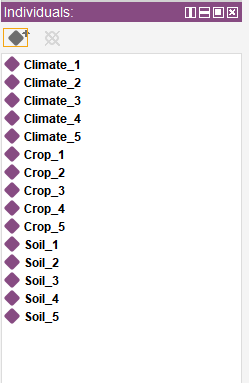 Individuals:
Climate_1
Climate_2
Climate_3
Climate_4
Climate_5
Crop_1
Crop_2
Crop_3
Crop_4
Crop_5
Soil_1
Soil_2
Soil_3
Soil_4
Soil_5